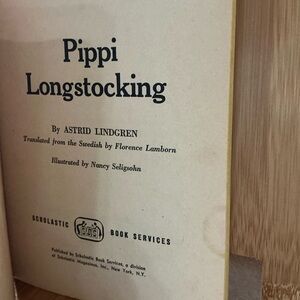 Pippi
Longstocking
By ASTRID LINDGREN
Translated from the Swedish by Florence Lamborn
Illustrated by Nancy Seligsohn
SCHOLASTIC BOOK SERVICES
Published by Scholastic Book Services, a division
of Scholastic Magazines, Inc., New York, N.Y.